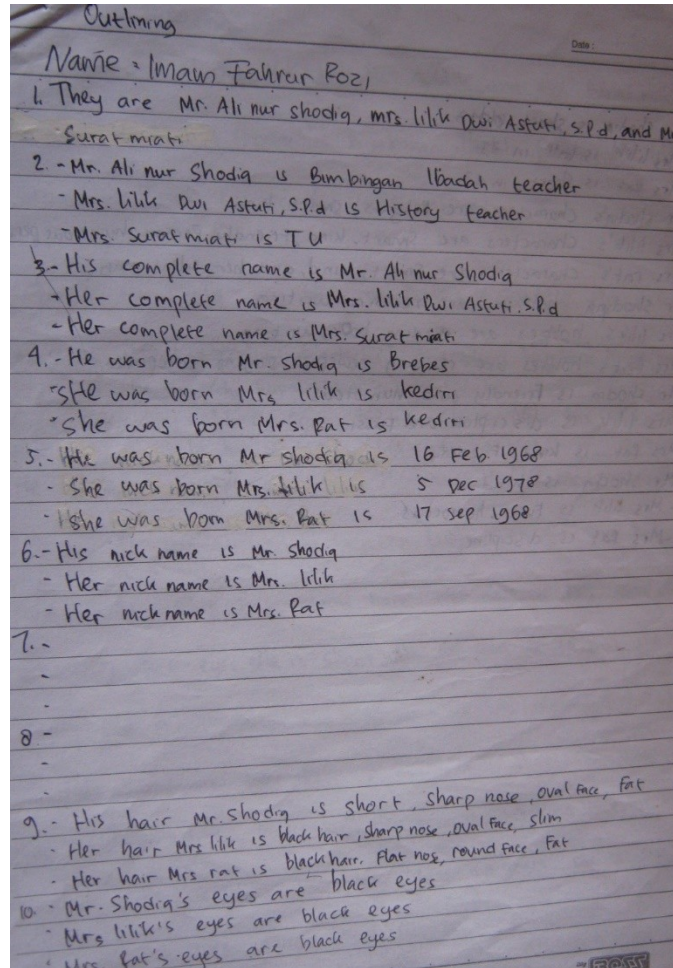 Outlining
Date:
Name = Imam Fahrur Rozi
1. They are Mr. Ali nur shodiq, mrs. lilik Dwi Astuti, S.Pd, and M
Surat miati
2. - Mr. Ali nur Shodiq is Bimbingan Ibadah teacher
- Mrs. lilik Dwi Astuti, S.Pd is History teacher
- Mrs. Suratmiati is TU
3. - His complete name is Mr. Ali nur Shodiq
- Her complete name is Mrs. lilik Dwi Astuti. S.Pd
- Her complete name is Mrs. Surat miati
4. - He was born Mr. Shodiq is Brebes
- SHe was born Mrs lilik is kediri
- She was born Mrs. Rat is kediri
5. - He was born Mr shodiq is 16 Feb 1968
- She was born Mrs. lilik is 5 Dec 1978
- She was born Mrs. Rat is 17 Sep 1968
6. - His nick name is Mr. Shodiq
- Her nick name is Mrs. lilik
- Her nick name is Mrs. Rat
7. -
-
-
8 -
-
-
9. - His hair Mr. Shodiq is short, sharp nose, oval face, fat
- Her hair Mrs lilik is black hair, sharp nose, oval face, slim
- Her hair Mrs rat is black hair. Flat nos, round face, Fat
10. - Mr. Shodiq's eyes are black eyes
- Mrs lilik's eyes are black eyes
- Mrs. Rat's eyes are black eyes